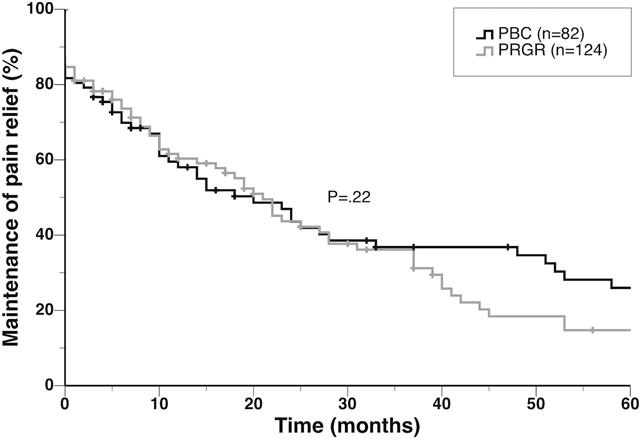 100
80
60
40
20
0
Maintenance of pain relief (%)
PBC (n=82)
PRGR (n=124)
P=.22
0 10 20 30 40 50 60
Time (months)